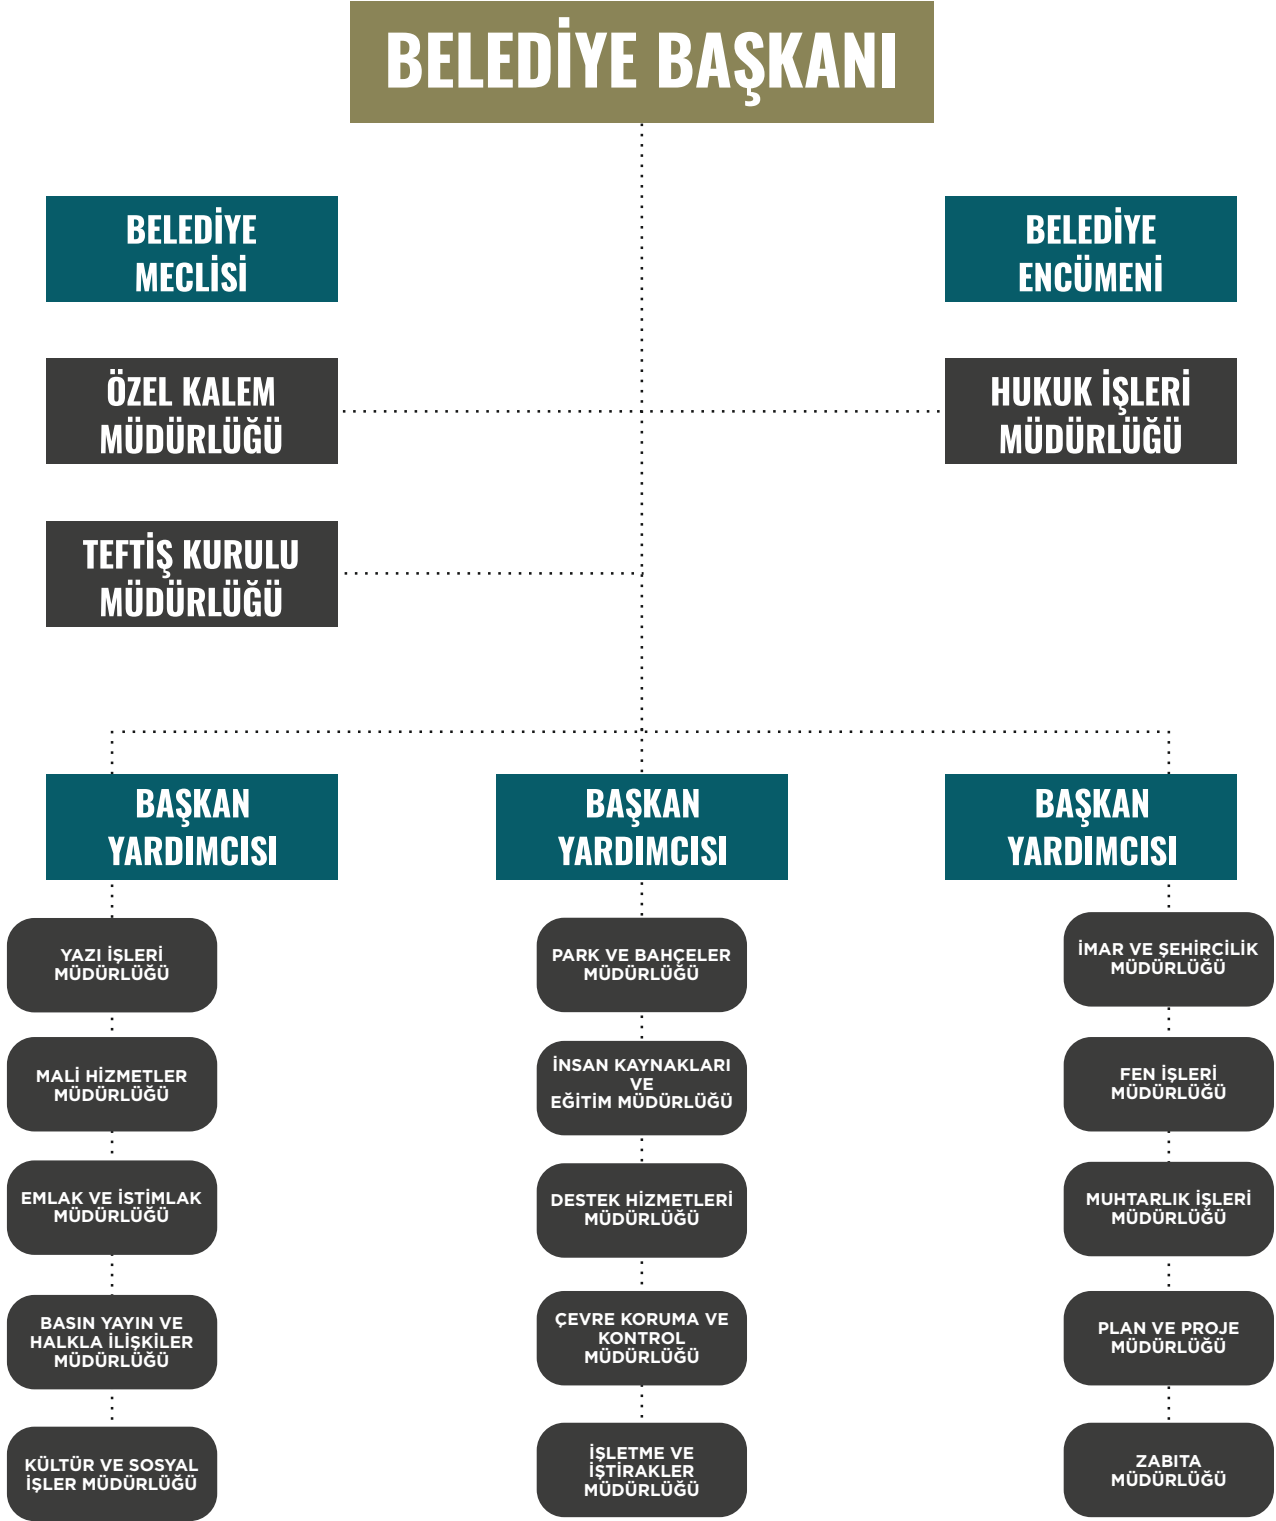 BELEDİYE BAŞKANI
BELEDİYE
MECLİSİ
BELEDİYE
ENCÜMENİ
ÖZEL KALEM
MÜDÜRLÜĞÜ
HUKUK İŞLERİ
MÜDÜRLÜĞÜ
TEFTİŞ KURULU
MÜDÜRLÜĞÜ
BAŞKAN
YARDIMCISI
YAZI İŞLERİ
MÜDÜRLÜĞÜ
MALİ HİZMETLER
MÜDÜRLÜĞÜ
EMLAK VE İSTİMLAK
MÜDÜRLÜĞÜ
BASIN YAYIN VE
HALKLA İLİŞKİLER
MÜDÜRLÜĞÜ
KÜLTÜR VE SOSYAL
İŞLER MÜDÜRLÜĞÜ
BAŞKAN
YARDIMCISI
PARK VE BAHÇELER
MÜDÜRLÜĞÜ
İNSAN KAYNAKLARI
VE
EĞİTİM MÜDÜRLÜĞÜ
DESTEK HİZMETLERİ
MÜDÜRLÜĞÜ
ÇEVRE KORUMA VE
KONTROL
MÜDÜRLÜĞÜ
İŞLETME VE
İŞTİRAKLER
MÜDÜRLÜĞÜ
BAŞKAN
YARDIMCISI
İMAR VE ŞEHİRCİLİK
MÜDÜRLÜĞÜ
FEN İŞLERİ
MÜDÜRLÜĞÜ
MUHTARLIK İŞLERİ
MÜDÜRLÜĞÜ
PLAN VE PROJE
MÜDÜRLÜĞÜ
ZABITA
MÜDÜRLÜĞÜ